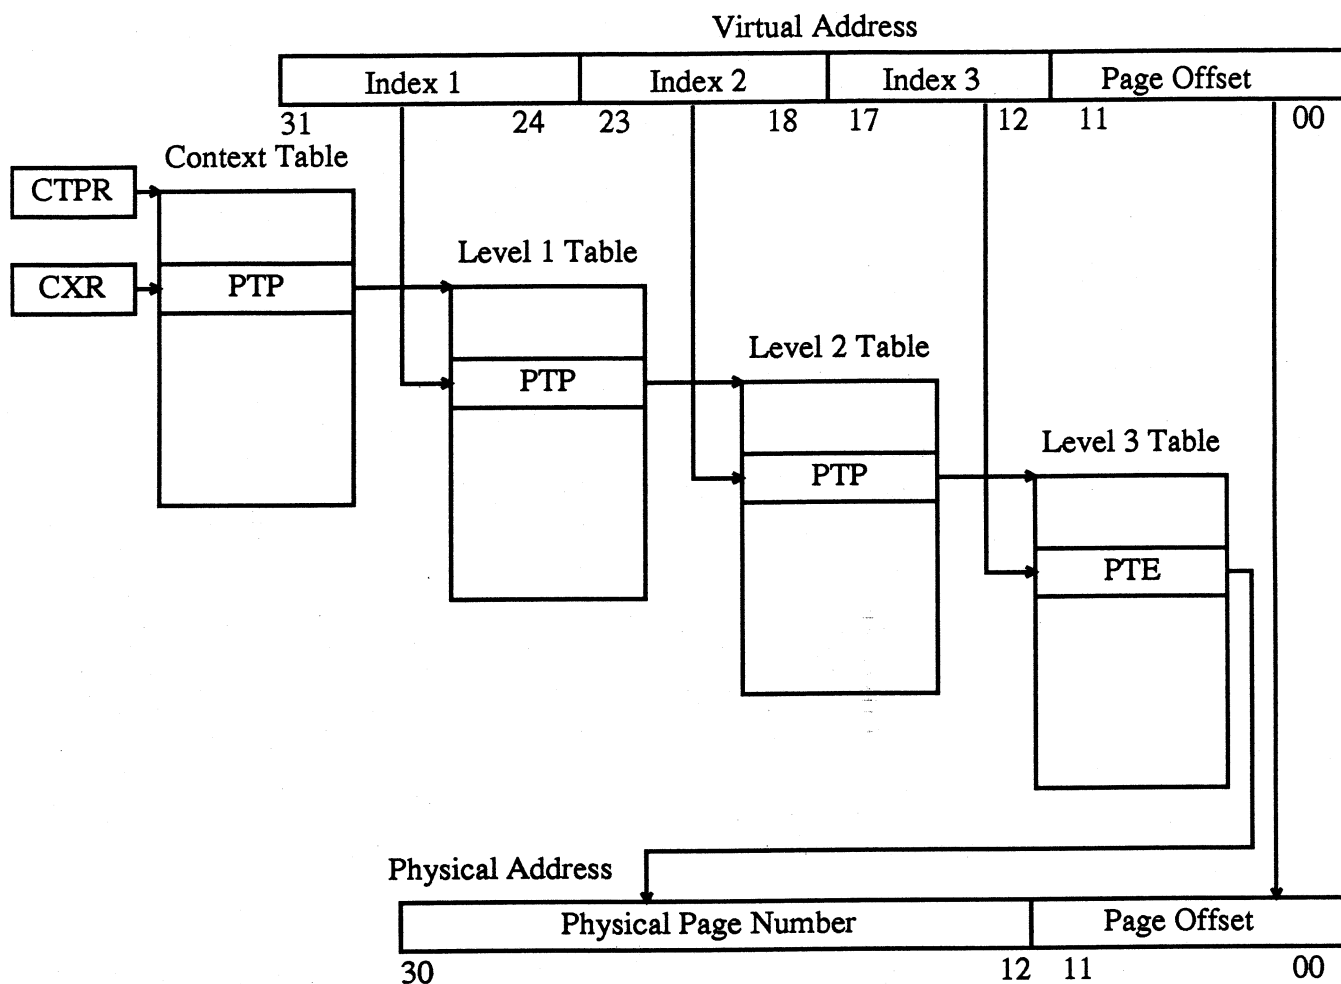 Virtual Address
Index 1 Index 2 Index 3 Page Offset
31 24 23 18 17 12 11 00
Context Table
CTPR
Level 1 Table
CXR PTP
Level 2 Table
PTP
Level 3 Table
PTP
PTE
Physical Address
Physical Page Number Page Offset
30 12 11 00